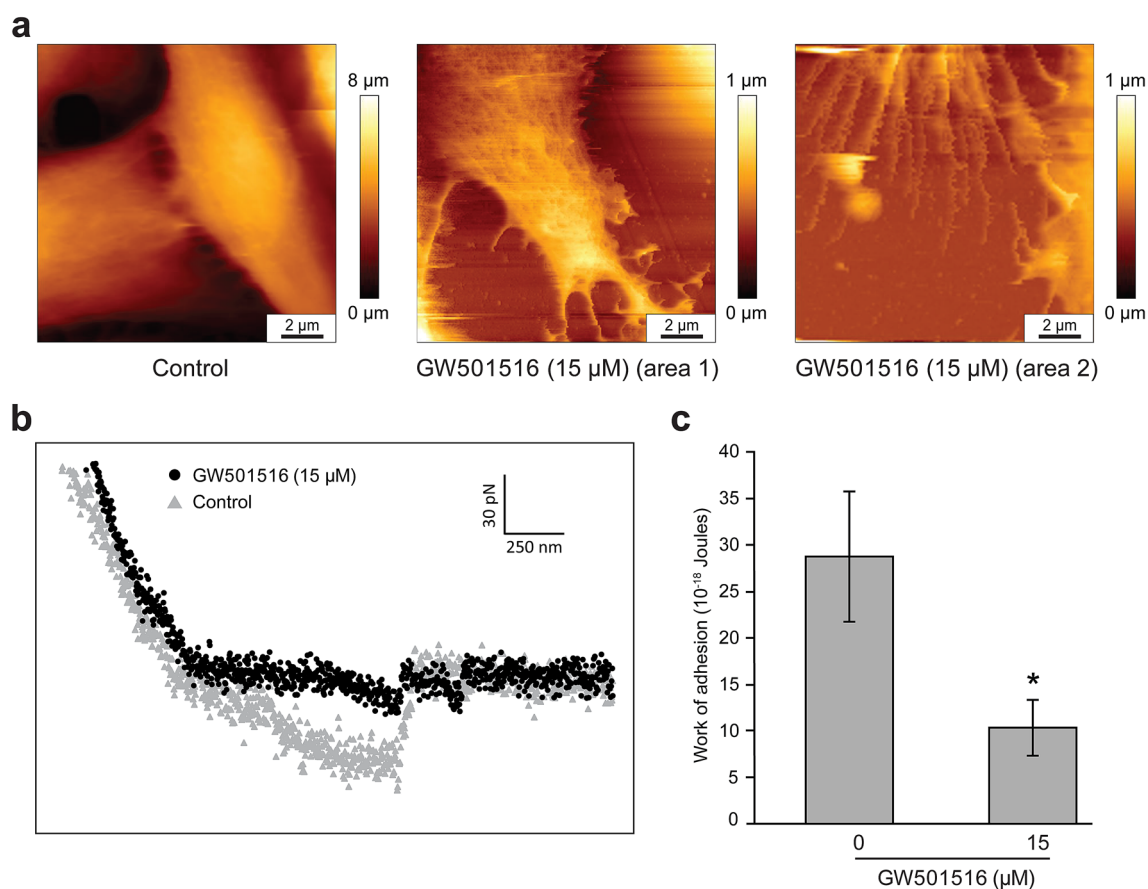 a
8 µm
0 µm
2 µm
Control
1 µm
0 µm
2 µm
GW501516 (15 µM) (area 1)
1 µm
0 µm
2 µm
GW501516 (15 µM) (area 2)
b
GW501516 (15 µM)
Control
30 pN
250 nm
c
Work of adhesion (10⁻¹⁸ Joules)
40
35
30
25
20
15
10
5
0
*
0
15
GW501516 (µM)